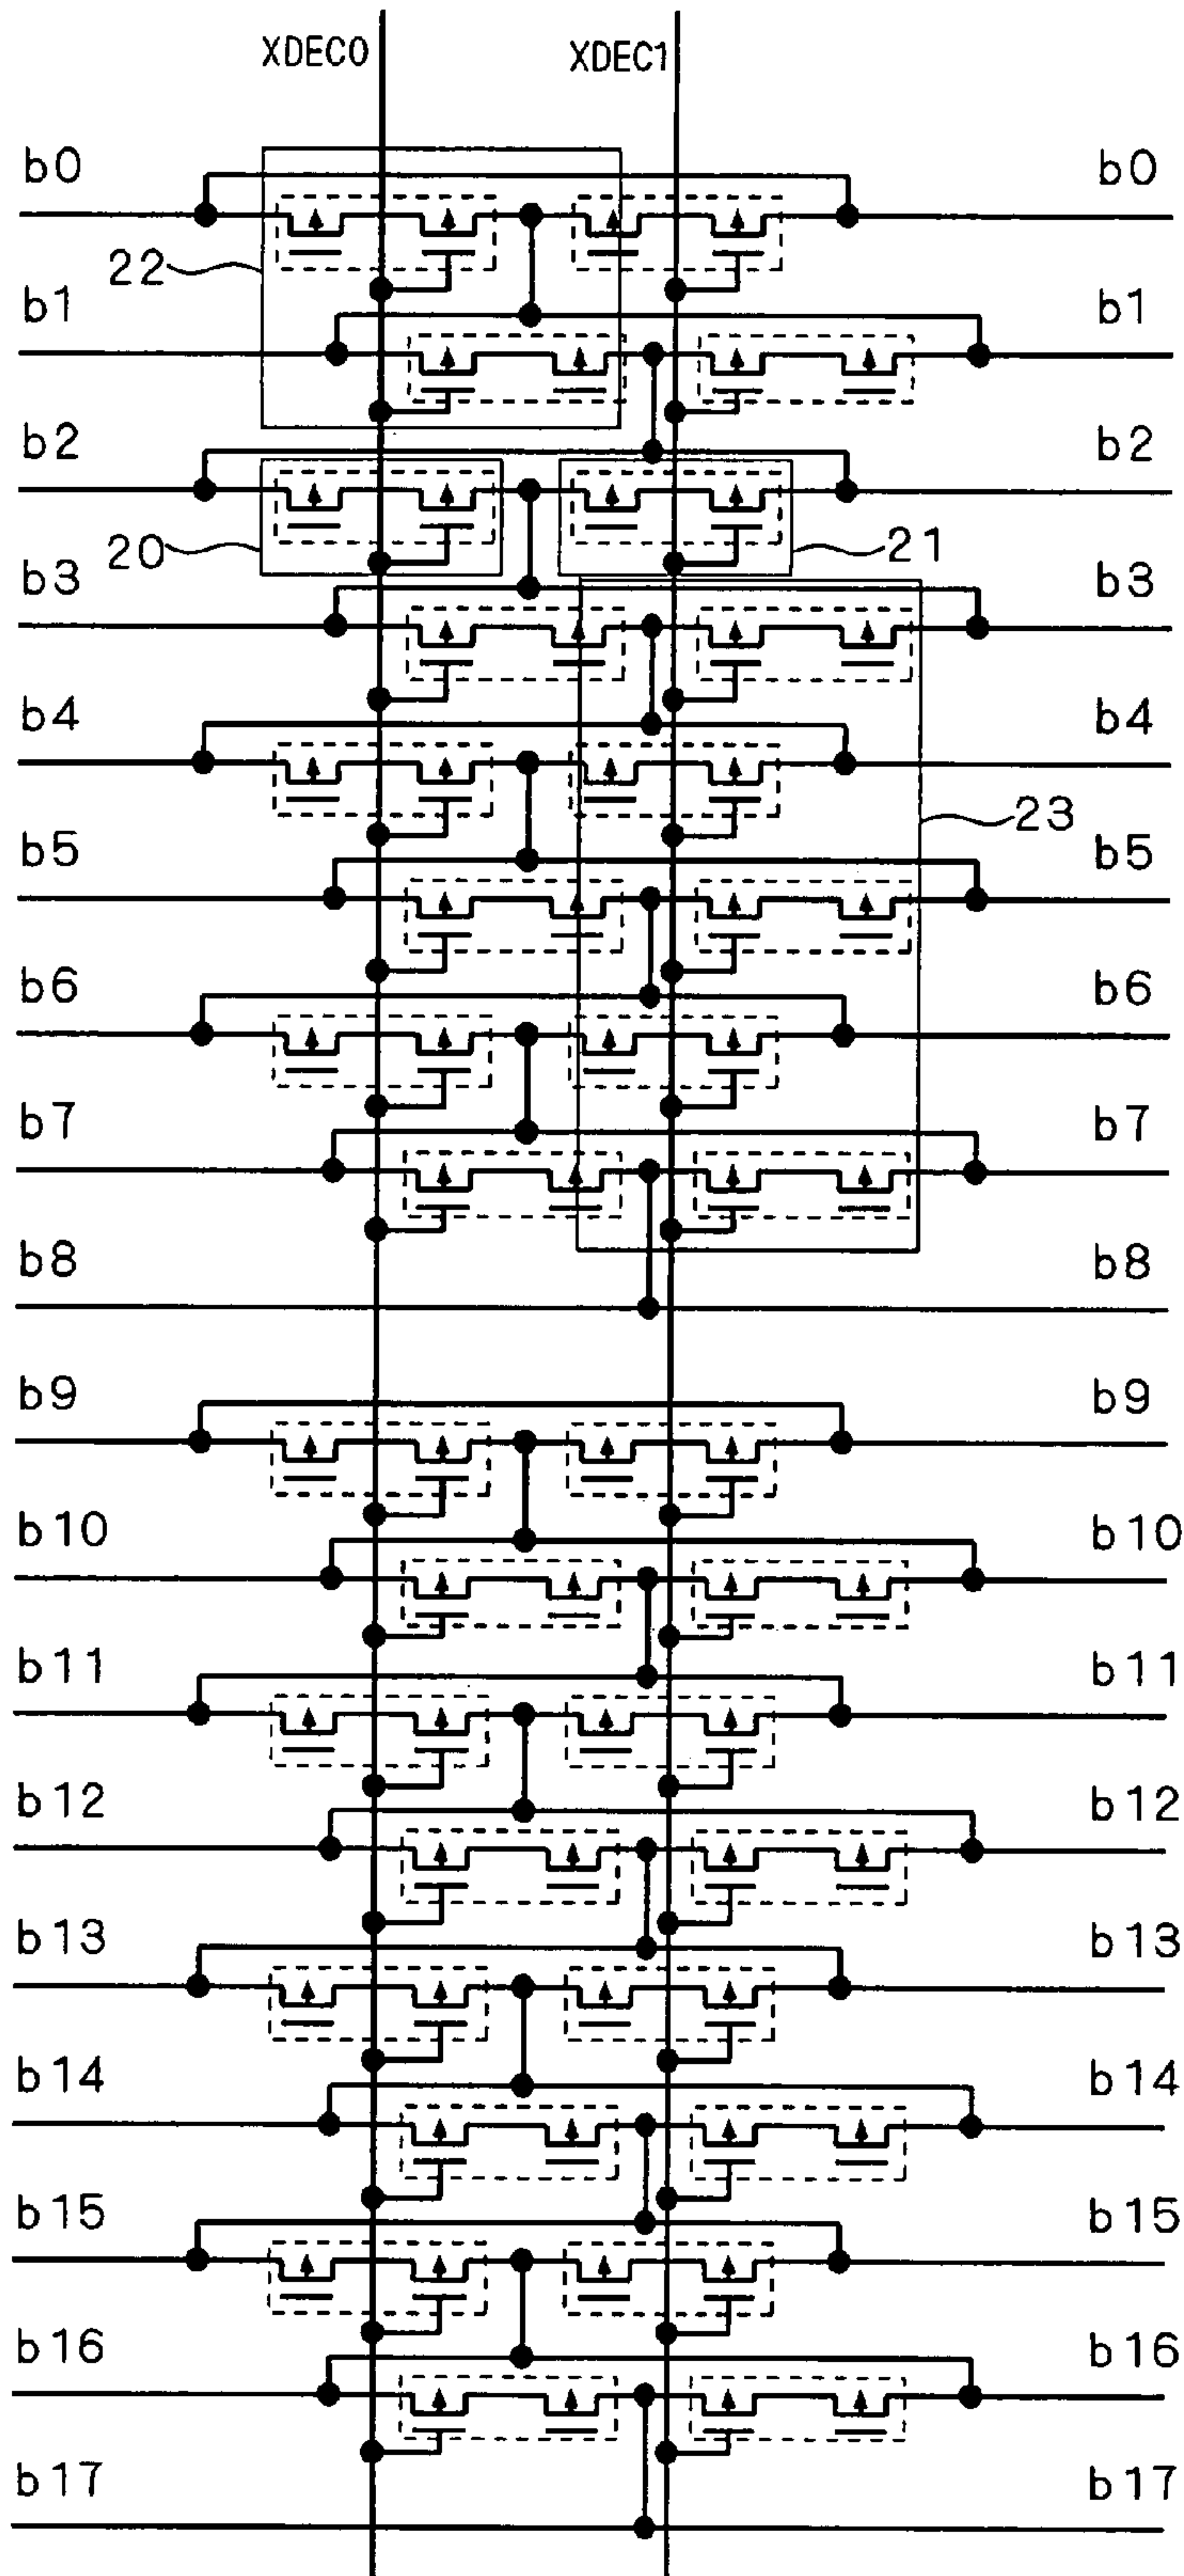 XDEC0 XDEC1
b0 b0
22
b1 b1
b2 b2
20 21
b3 b3
b4 b4
23
b5 b5
b6 b6
b7 b7
b8 b8
b9 b9
b10 b10
b11 b11
b12 b12
b13 b13
b14 b14
b15 b15
b16 b16
b17 b17